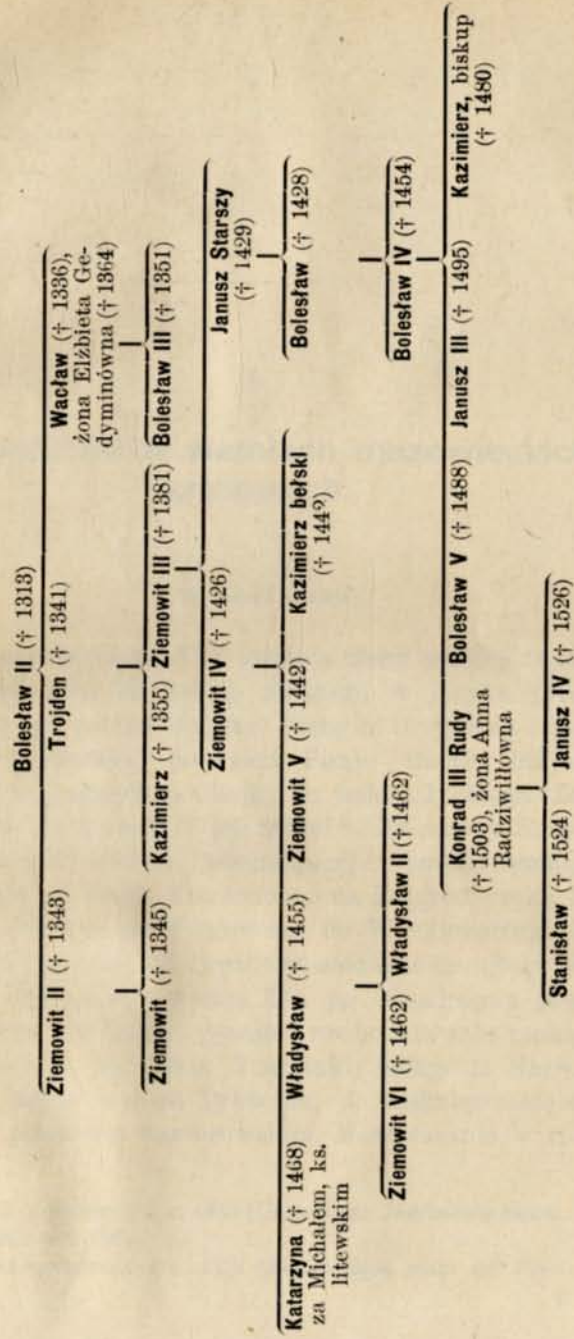 Bolesław II († 1313)
Ziemowit II († 1343) Trojden († 1341) Wacław († 1336),
żona Elżbieta Ge-
dyminówna († 1364)
Ziemowit († 1345) Kazimierz († 1355) Ziemowit III († 1381) Bolesław III († 1351)
Ziemowit IV († 1426) Janusz Starszy
(† 1429)
Katarzyna († 1468) Władysław († 1455) Ziemowit V († 1442) Kazimierz bełski Bolesław († 1428)
za Michałem, ks. († 1442)
litewskim
Ziemowit VI († 1462) Władysław II († 1462) Bolesław IV († 1454)
Konrad III Rudy Bolesław V († 1488) Janusz III († 1495) Kazimierz, biskup
(† 1503), żona Anna († 1480)
Radziwiłłówna
Stanisław († 1524) Janusz IV († 1526)